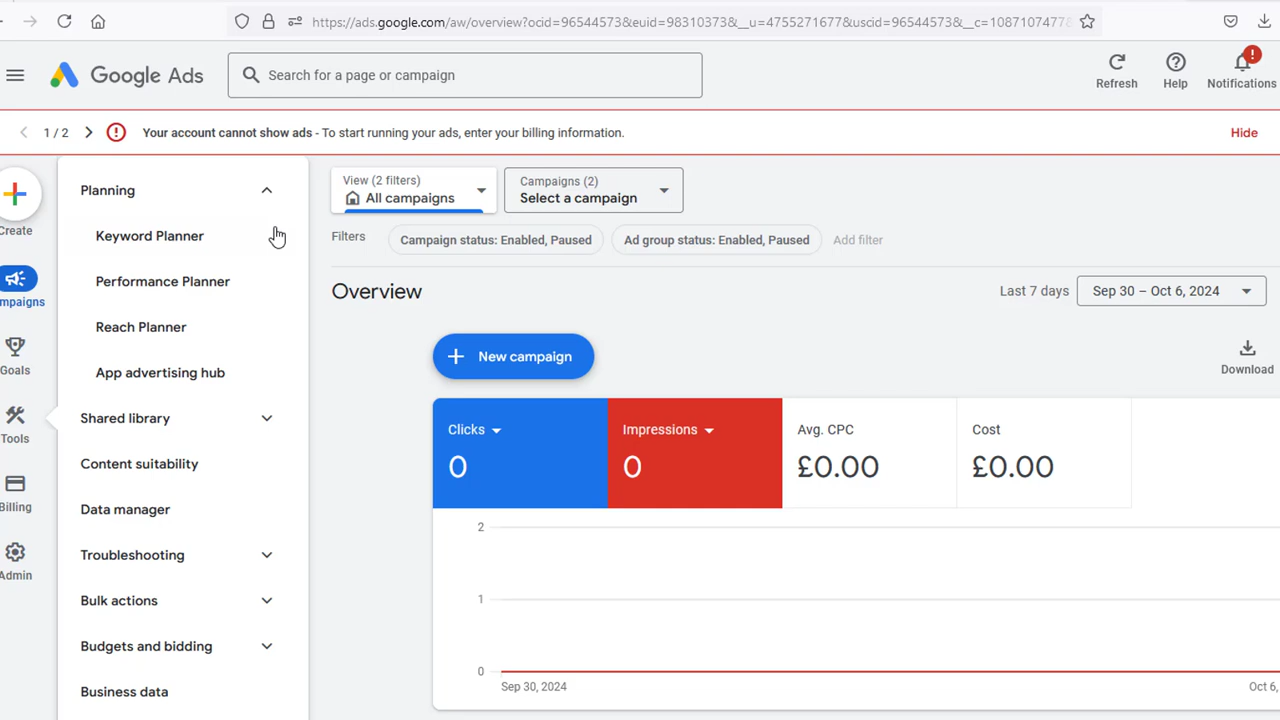 https://ads.google.com/aw/overview?ocid=96544573&euid=98310373&__u=4755271677&uscid=96544573&__c=1087107477
Google Ads
Search for a page or campaign
Refresh
Help
Notifications
1 / 2
Your account cannot show ads - To start running your ads, enter your billing information.
Hide
Create
mpaigns
Goals
Tools
Billing
Admin
Planning
Keyword Planner
Performance Planner
Reach Planner
App advertising hub
Shared library
Content suitability
Data manager
Troubleshooting
Bulk actions
Budgets and bidding
Business data
View (2 filters)
All campaigns
Campaigns (2)
Select a campaign
Filters
Campaign status: Enabled, Paused
Ad group status: Enabled, Paused
Add filter
Overview
Last 7 days
Sep 30 – Oct 6, 2024
New campaign
Download
Clicks
0
Impressions
0
Avg. CPC
£0.00
Cost
£0.00
2
1
0
Sep 30, 2024
Oct 6,